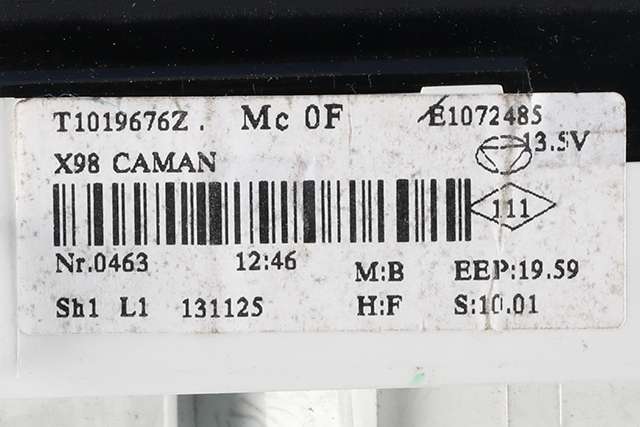 T1019676Z . Mc 0F E1072485
13.5V
X98 CAMAN
111
Nr.0463 12:46 M:B EEP:19.59
Sh1 L1 131125 H:F S:10.01